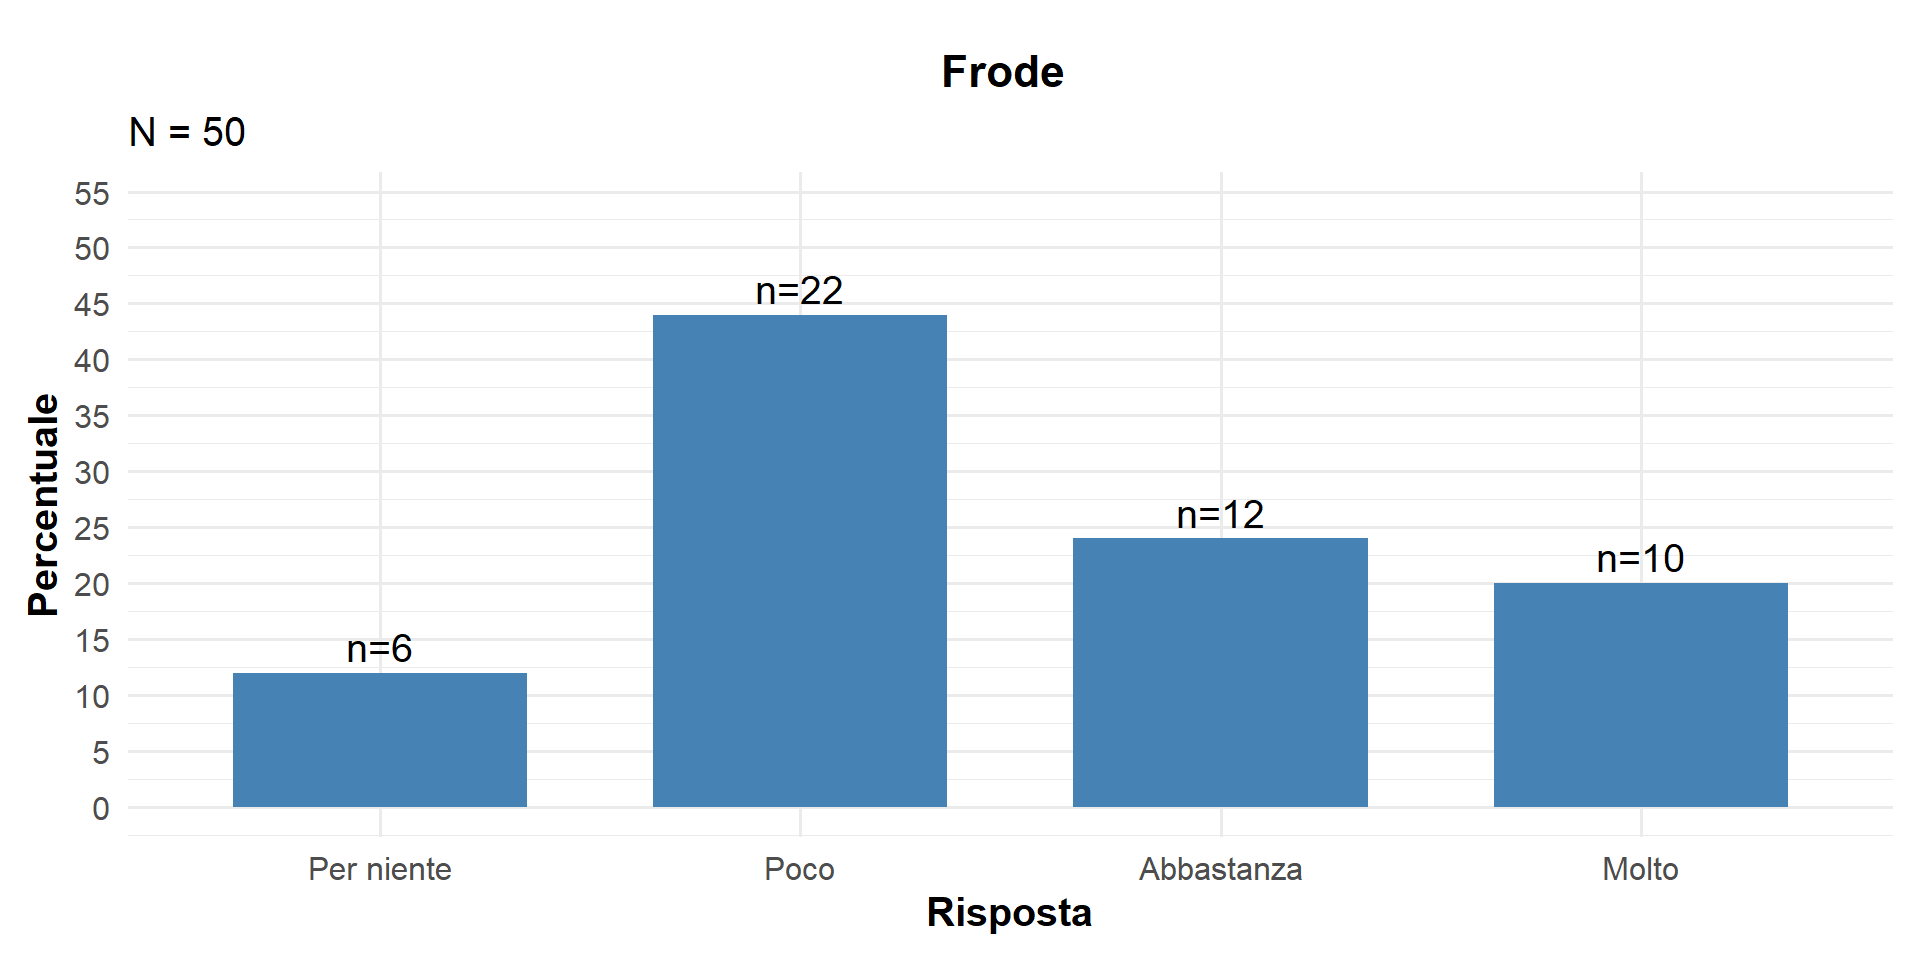 Frode
N = 50
55
50
45
40
35
30
25
20
15
10
5
0
Percentuale
n=6
n=22
n=12
n=10
Per niente
Poco
Abbastanza
Molto
Risposta